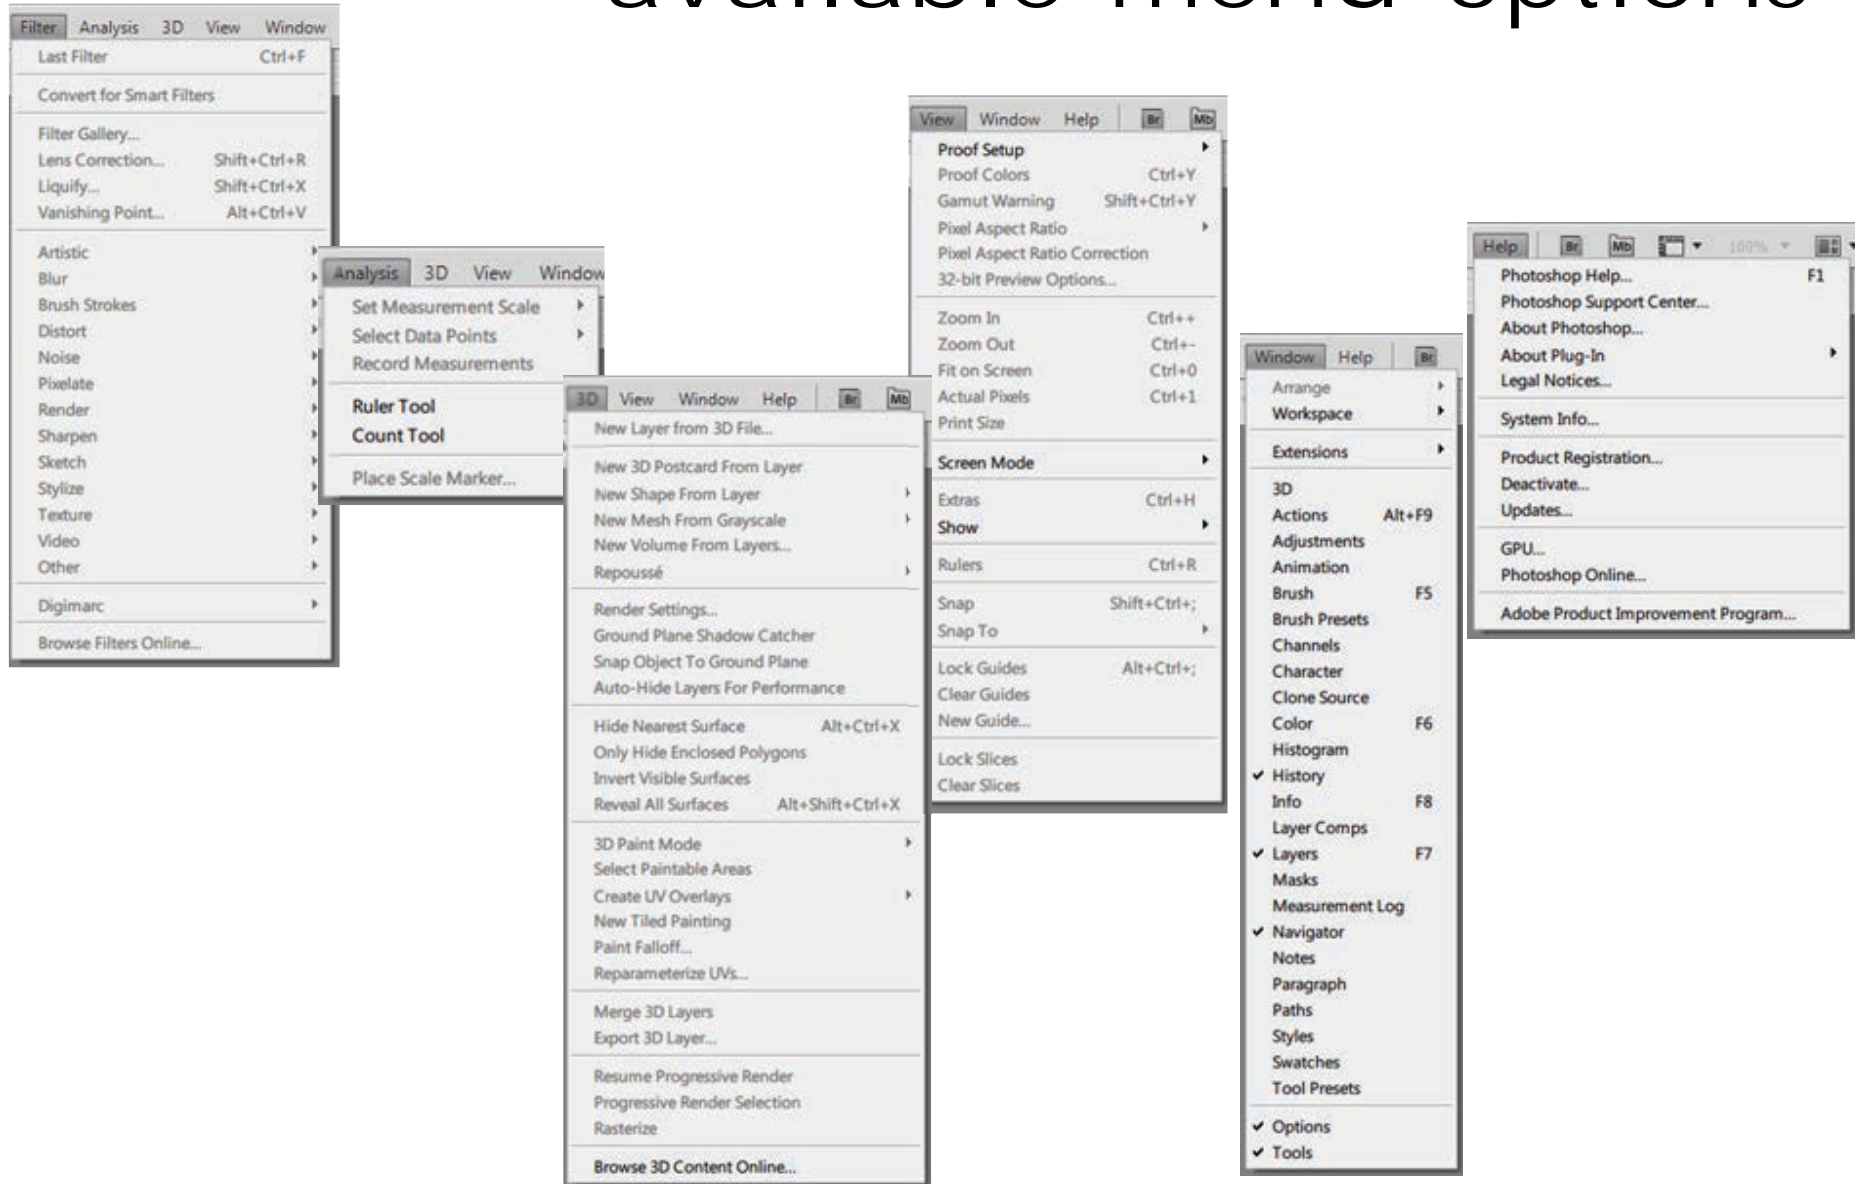 available menu options
Filter Analysis 3D View Window
Last Filter Ctrl+F
Convert for Smart Filters
Filter Gallery...
Lens Correction... Shift+Ctrl+R
Liquify... Shift+Ctrl+X
Vanishing Point... Alt+Ctrl+V
Artistic
Blur
Brush Strokes
Distort
Noise
Pixelate
Render
Sharpen
Sketch
Stylize
Texture
Video
Other
Digimarc
Browse Filters Online...
Analysis 3D View Window
Set Measurement Scale
Select Data Points
Record Measurements
Ruler Tool
Count Tool
Place Scale Marker...
3D View Window Help Br Mb
New Layer from 3D File...
New 3D Postcard From Layer
New Shape From Layer
New Mesh From Grayscale
New Volume From Layers...
Repoussé
Render Settings...
Ground Plane Shadow Catcher
Snap Object To Ground Plane
Auto-Hide Layers For Performance
Hide Nearest Surface Alt+Ctrl+X
Only Hide Enclosed Polygons
Invert Visible Surfaces
Reveal All Surfaces Alt+Shift+Ctrl+X
3D Paint Mode
Select Paintable Areas
Create UV Overlays
New Tiled Painting
Paint Falloff...
Reparameterize UVs...
Merge 3D Layers
Export 3D Layer...
Resume Progressive Render
Progressive Render Selection
Rasterize
Browse 3D Content Online...
View Window Help Br Mb
Proof Setup
Proof Colors Ctrl+Y
Gamut Warning Shift+Ctrl+Y
Pixel Aspect Ratio
Pixel Aspect Ratio Correction
32-bit Preview Options...
Zoom In Ctrl++
Zoom Out Ctrl+-
Fit on Screen Ctrl+0
Actual Pixels Ctrl+1
Print Size
Screen Mode
Extras Ctrl+H
Show
Rulers Ctrl+R
Snap Shift+Ctrl+;
Snap To
Lock Guides Alt+Ctrl+;
Clear Guides
New Guide...
Lock Slices
Clear Slices
Window Help Br
Arrange
Workspace
Extensions
3D
Actions Alt+F9
Adjustments
Animation
Brush F5
Brush Presets
Channels
Character
Clone Source
Color F6
Histogram
History
Info F8
Layer Comps
Layers F7
Masks
Measurement Log
Navigator
Notes
Paragraph
Paths
Styles
Swatches
Tool Presets
Options
Tools
Help Br Mb 100%
Photoshop Help... F1
Photoshop Support Center...
About Photoshop...
About Plug-In
Legal Notices...
System Info...
Product Registration...
Deactivate...
Updates...
GPU...
Photoshop Online...
Adobe Product Improvement Program...